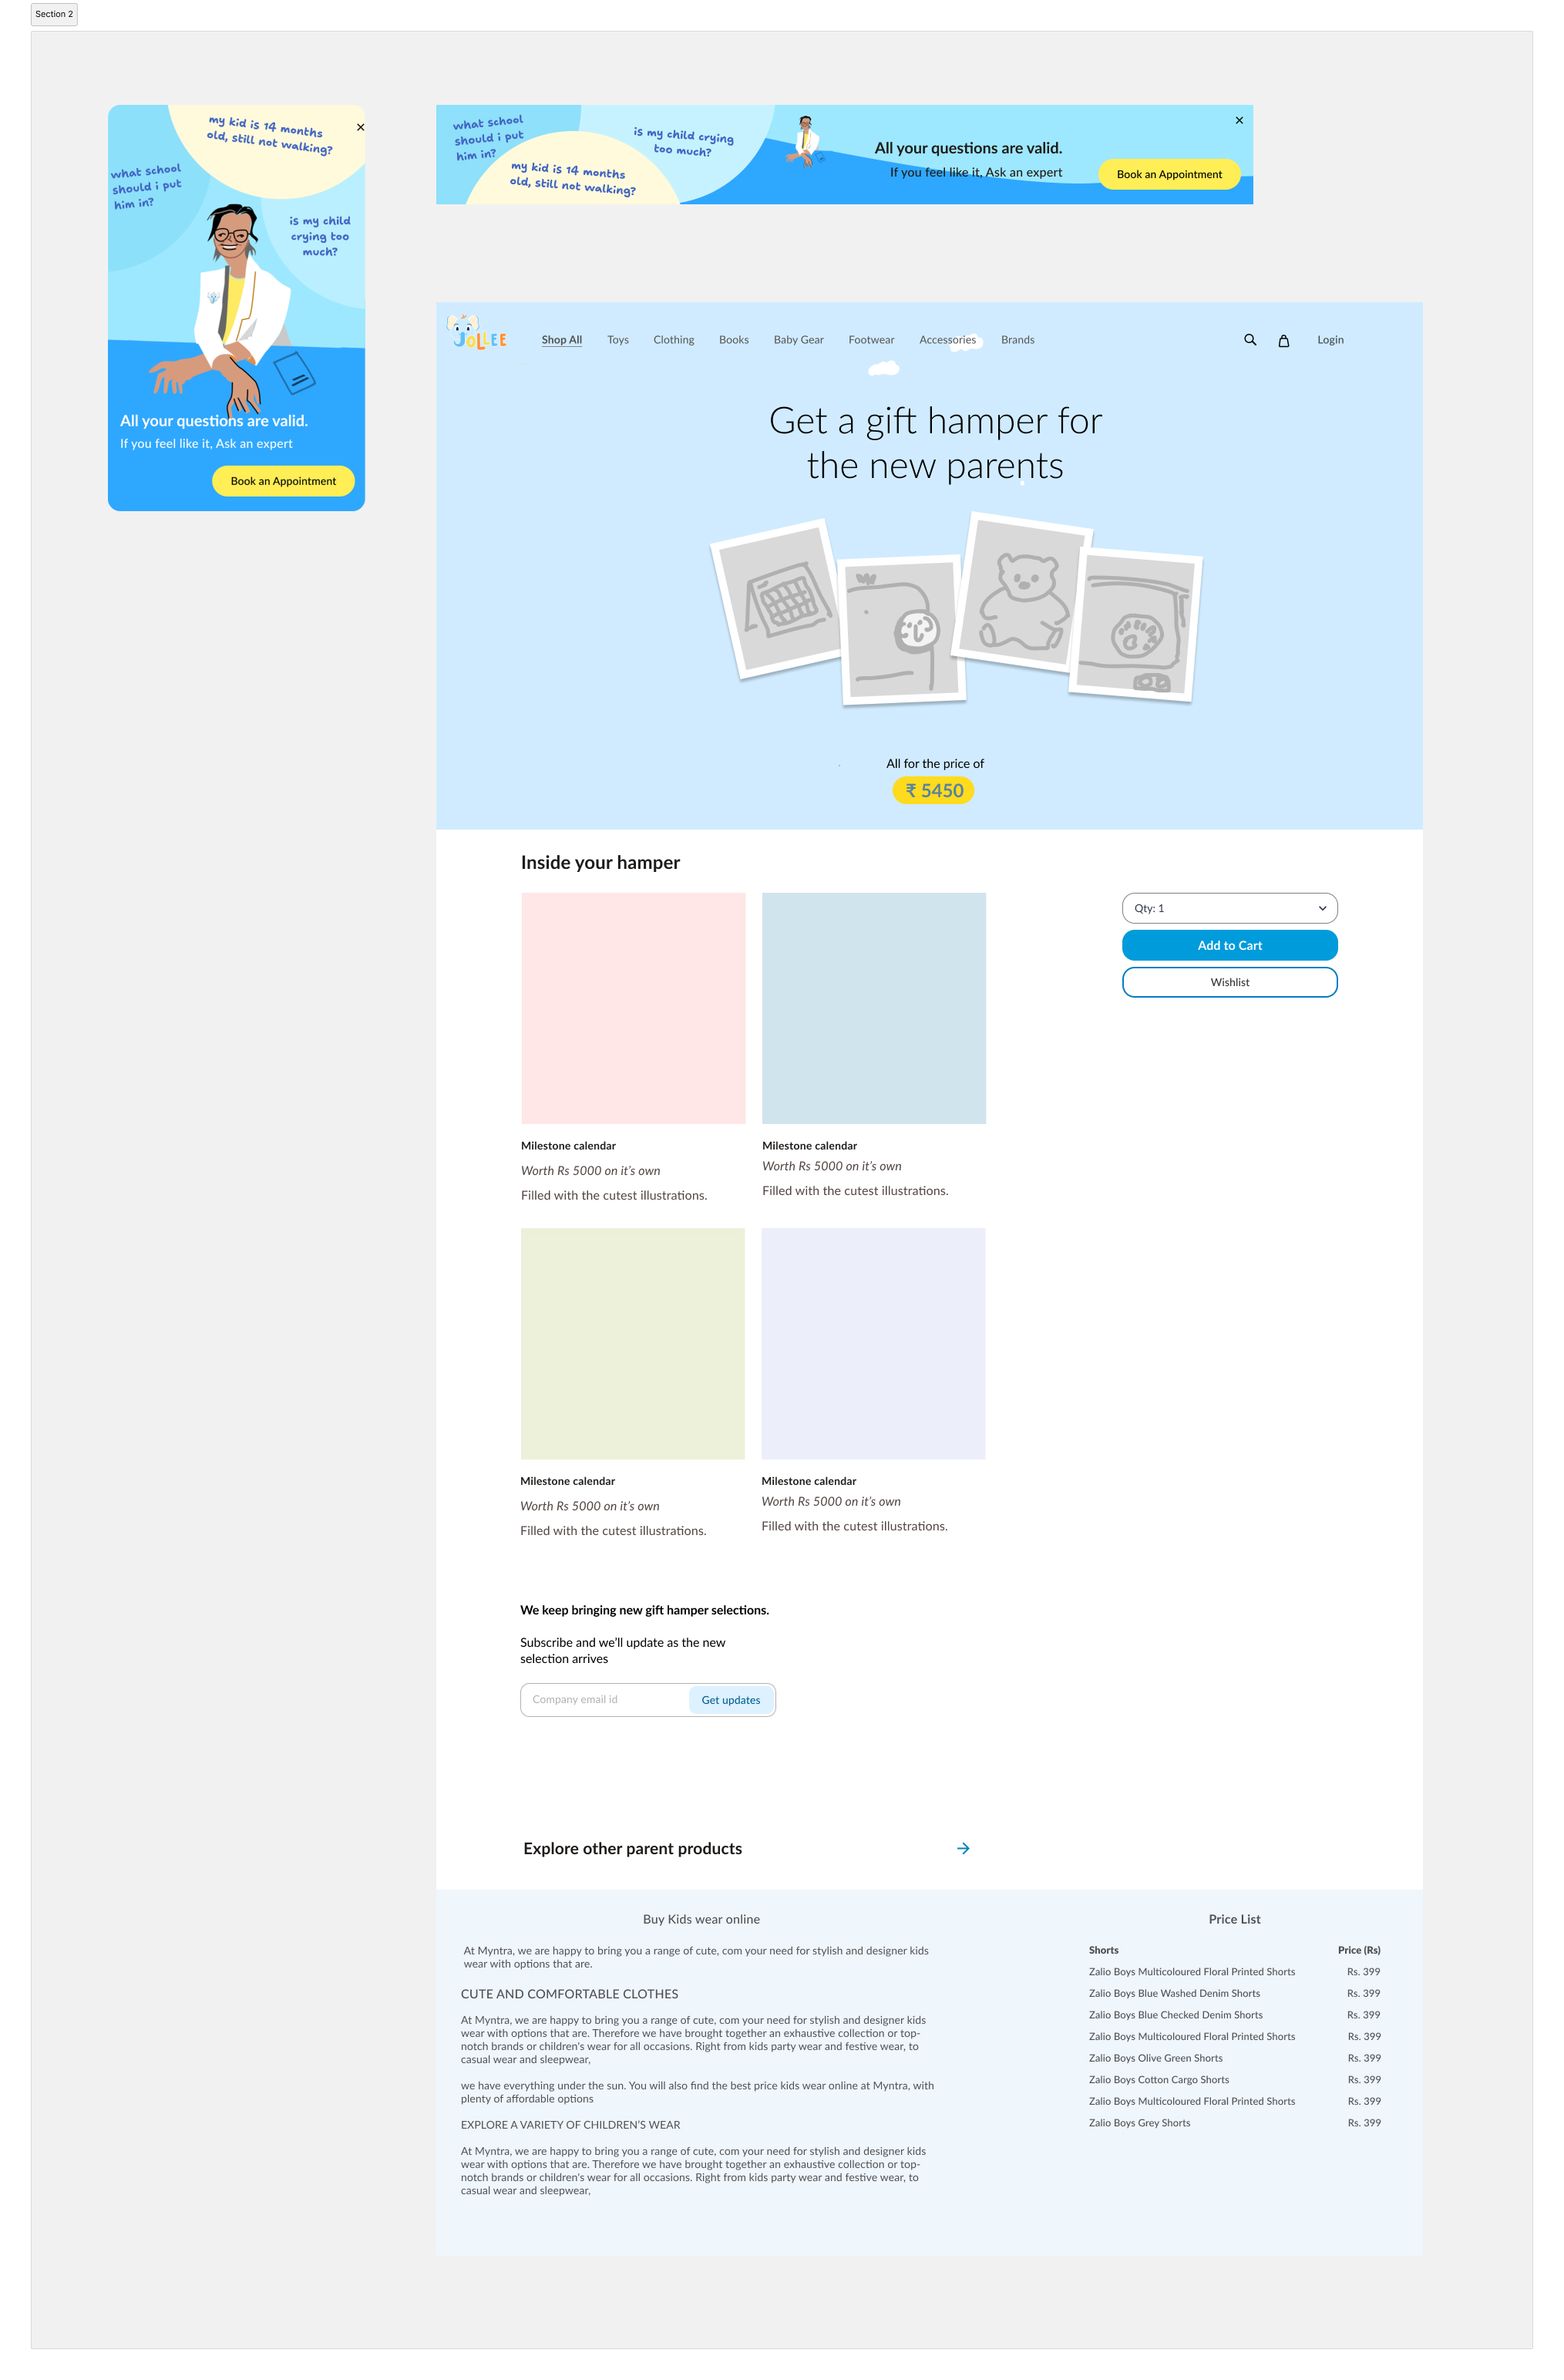 Section 2
my kid is 14 months
old, still not walking?
what school
should i put
him in?
is my child
crying too
much?
All your questions are valid.
If you feel like it, Ask an expert
Book an Appointment
what school
should i put
him in?
is my child crying
too much?
my kid is 14 months
old, still not walking?
All your questions are valid.
If you feel like it, Ask an expert
Book an Appointment
JOLLEE
Shop All Toys Clothing Books Baby Gear Footwear Accessories Brands Login
Get a gift hamper for
the new parents
All for the price of
₹ 5450
Inside your hamper
Qty: 1
Add to Cart
Wishlist
Milestone calendar
Worth Rs 5000 on it's own
Filled with the cutest illustrations.
Milestone calendar
Worth Rs 5000 on it's own
Filled with the cutest illustrations.
Milestone calendar
Worth Rs 5000 on it's own
Filled with the cutest illustrations.
Milestone calendar
Worth Rs 5000 on it's own
Filled with the cutest illustrations.
We keep bringing new gift hamper selections.
Subscribe and we'll update as the new
selection arrives
Company email id
Get updates
Explore other parent products
Buy Kids wear online
At Myntra, we are happy to bring you a range of cute, com your need for stylish and designer kids
wear with options that are.
CUTE AND COMFORTABLE CLOTHES
At Myntra, we are happy to bring you a range of cute, com your need for stylish and designer kids
wear with options that are. Therefore we have brought together an exhaustive collection or top-
notch brands or children's wear for all occasions. Right from kids party wear and festive wear, to
casual wear and sleepwear,
we have everything under the sun. You will also find the best price kids wear online at Myntra, with
plenty of affordable options
EXPLORE A VARIETY OF CHILDREN'S WEAR
At Myntra, we are happy to bring you a range of cute, com your need for stylish and designer kids
wear with options that are. Therefore we have brought together an exhaustive collection or top-
notch brands or children's wear for all occasions. Right from kids party wear and festive wear, to
casual wear and sleepwear,
Price List
Shorts Price (Rs)
Zalio Boys Multicoloured Floral Printed Shorts Rs. 399
Zalio Boys Blue Washed Denim Shorts Rs. 399
Zalio Boys Blue Checked Denim Shorts Rs. 399
Zalio Boys Multicoloured Floral Printed Shorts Rs. 399
Zalio Boys Olive Green Shorts Rs. 399
Zalio Boys Cotton Cargo Shorts Rs. 399
Zalio Boys Multicoloured Floral Printed Shorts Rs. 399
Zalio Boys Grey Shorts Rs. 399